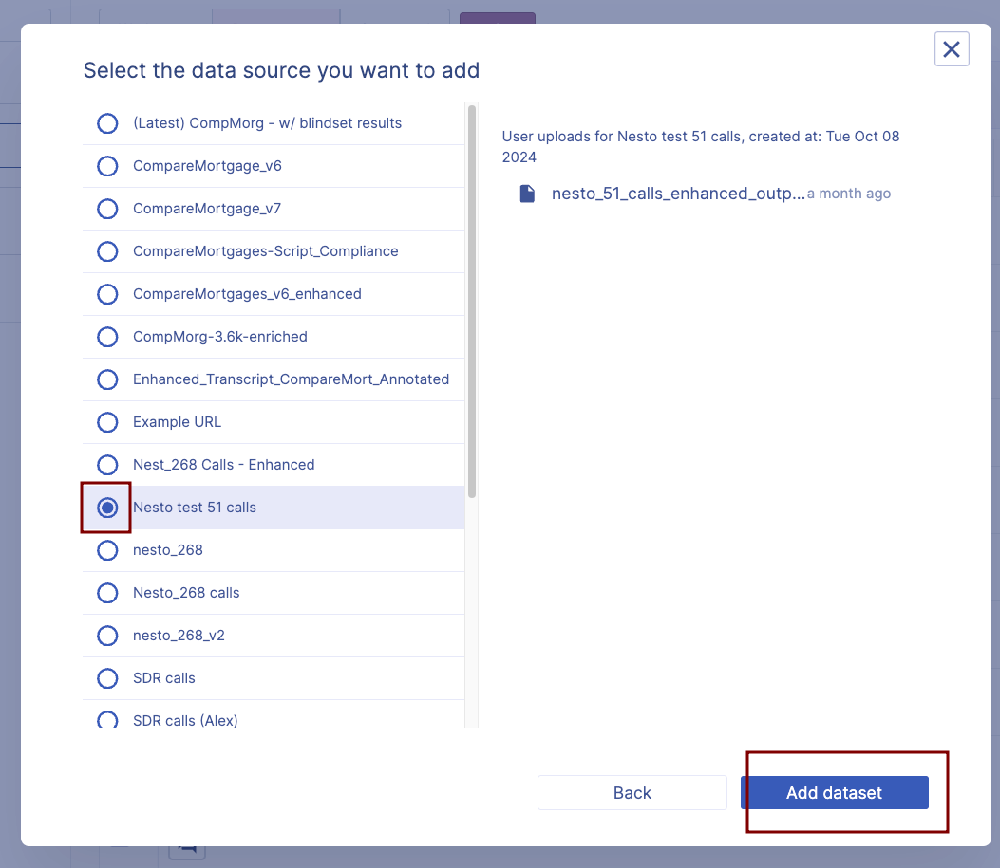 Select the data source you want to add
(Latest) CompMorg - w/ blindset results
CompareMortgage_v6
CompareMortgage_v7
CompareMortgages-Script_Compliance
CompareMortgages_v6_enhanced
CompMorg-3.6k-enriched
Enhanced_Transcript_CompareMort_Annotated
Example URL
Nest_268 Calls - Enhanced
Nesto test 51 calls
nesto_268
Nesto_268 calls
nesto_268_v2
SDR calls
SDR calls (Alex)
User uploads for Nesto test 51 calls, created at: Tue Oct 08
2024
nesto_51_calls_enhanced_outp... a month ago
Back
Add dataset